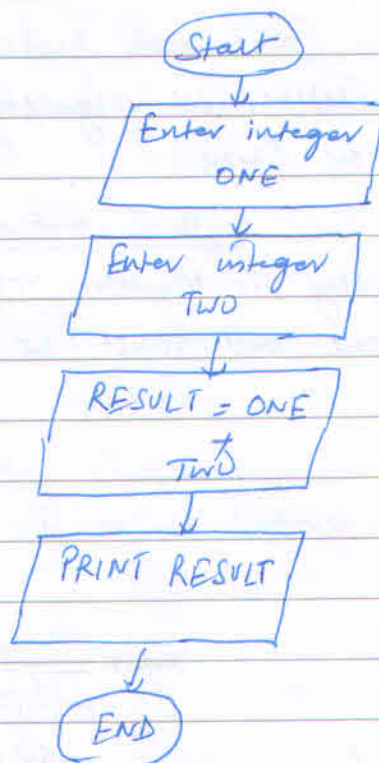 Start
Enter integer
ONE
Enter integer
TWO
RESULT = ONE
+
TWO
PRINT RESULT
END